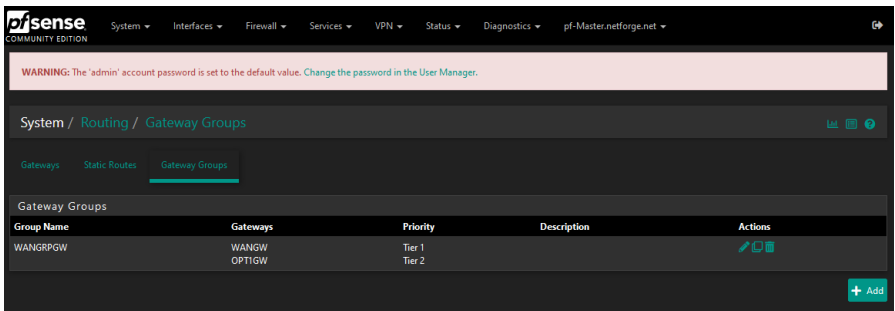 pfsense. System Interfaces Firewall Services VPN Status Diagnostics pf-Master.netforge.net
COMMUNITY EDITION
WARNING: The 'admin' account password is set to the default value. Change the password in the User Manager.
System / Routing / Gateway Groups
Gateways Static Routes Gateway Groups
Gateway Groups
Group Name Gateways Priority Description Actions
WANGRPGW WANGW Tier 1
OPT1GW Tier 2
+ Add